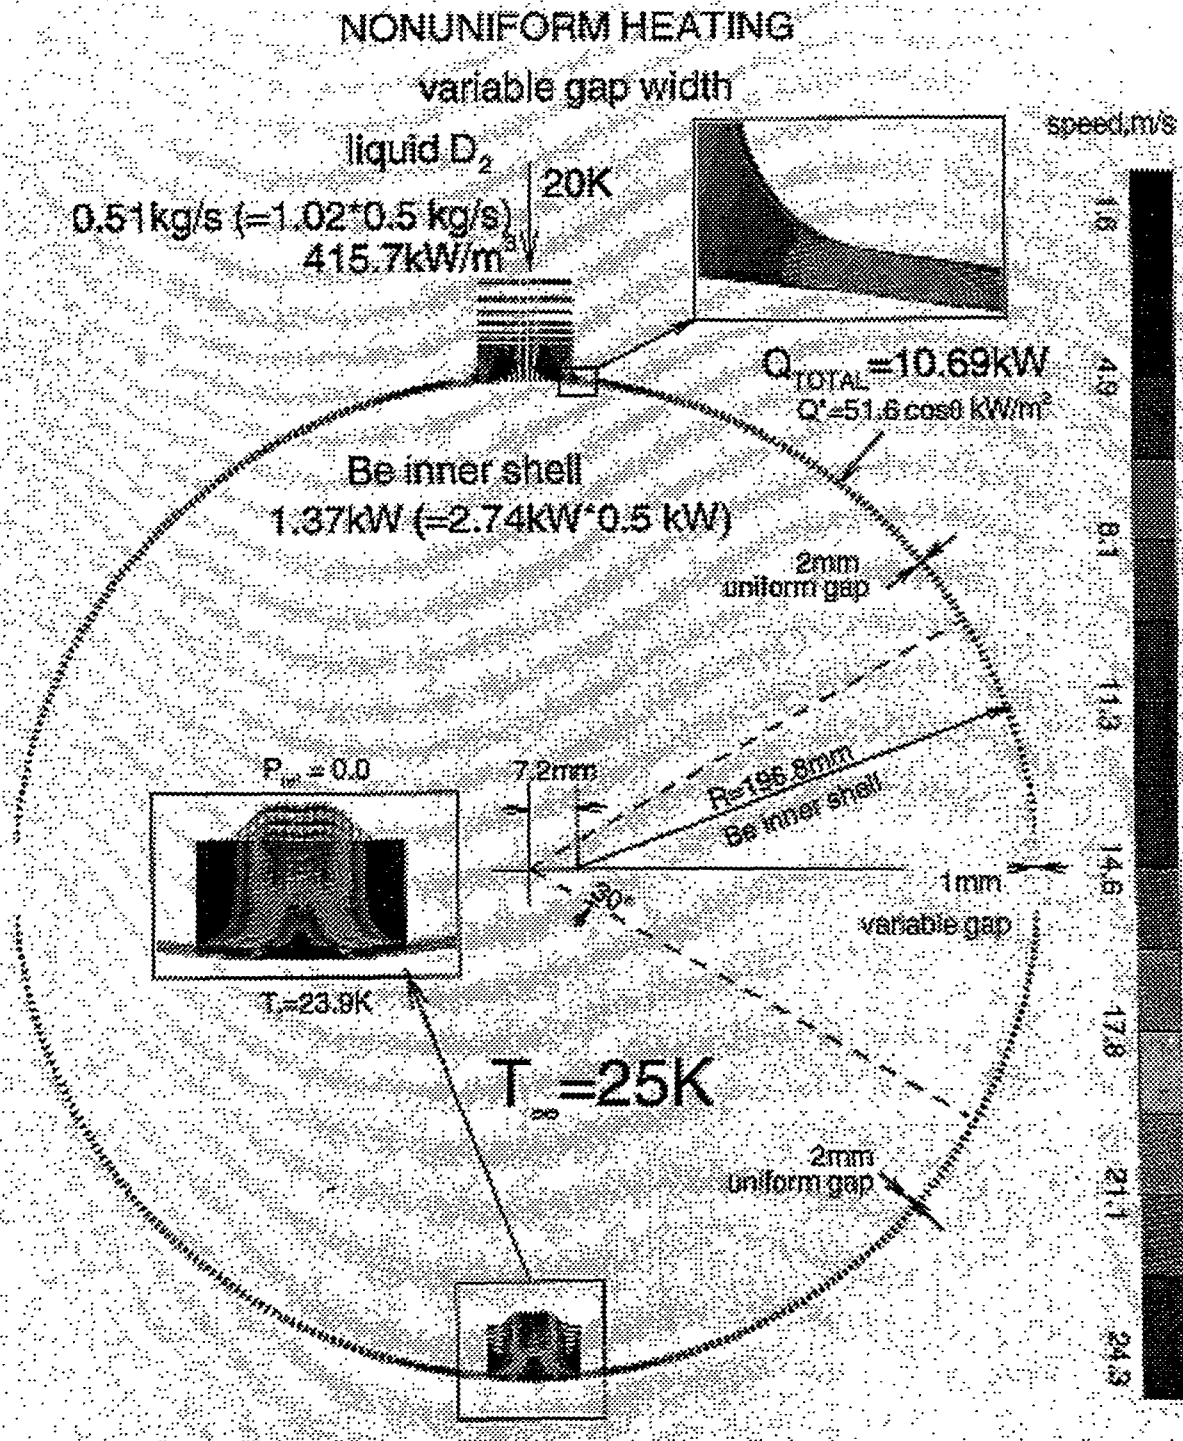 NONUNIFORM HEATING
variable gap width
liquid D₂
20K
0.51kg/s (=1.02*0.5 kg/s)
415.7kW/m³
speed,m/s
1.6
4.9
8.1
11.3
14.6
17.8
21.1
24.3
Q_TOTAL=10.69kW
Q"=51.6 cosθ kW/m³
Be inner shell
1.37kW (=2.74kW*0.5 kW)
2mm
uniform gap
P = 0.0
7.2mm
R=196.8mm
Be inner shell
1mm
variable gap
30°
=23.9K
T∞=25K
2mm
uniform gap